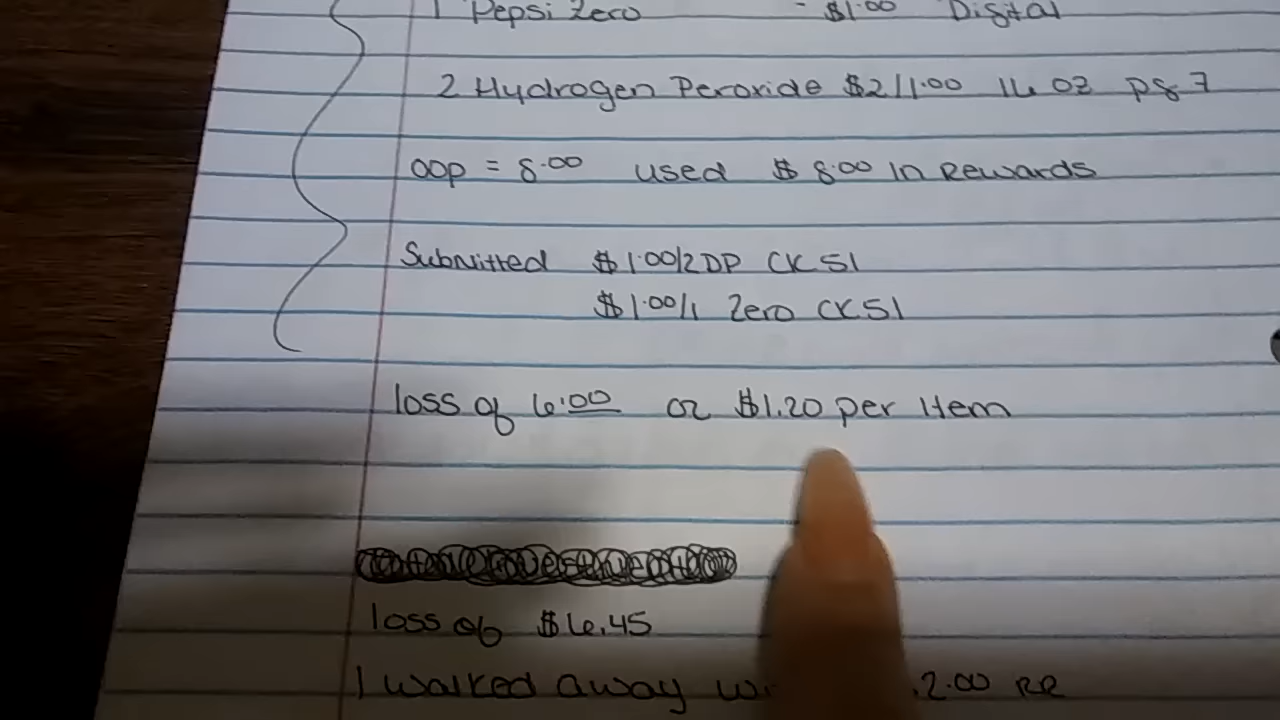 1 Pepsi Zero - $1.00 Digital
2 Hydrogen Peroxide $2/1.00 16 oz pg 7
OOP = 8.00 used $ 8.00 In Rewards
Submitted $1.00/2 DP CK51
$1.00/1 Zero CK51
loss of 6.00 or $1.20 per Item
loss of $6.45
I walked away 2.00 RR